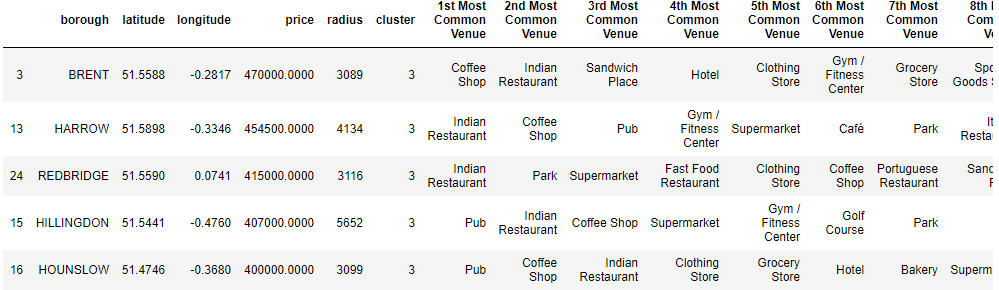 borough latitude longitude price radius cluster 1st Most Common Venue 2nd Most Common Venue 3rd Most Common Venue 4th Most Common Venue 5th Most Common Venue 6th Most Common Venue 7th Most Common Venue 8th
3 BRENT 51.5588 -0.2817 470000.0000 3089 3 Coffee Shop Indian Restaurant Sandwich Place Hotel Clothing Store Gym / Fitness Center Grocery Store Goods
13 HARROW 51.5898 -0.3346 454500.0000 4134 3 Indian Restaurant Coffee Shop Pub Gym / Fitness Center Supermarket Café Park
24 REDBRIDGE 51.5590 0.0741 415000.0000 3116 3 Indian Restaurant Park Supermarket Fast Food Restaurant Clothing Store Coffee Shop Portuguese Restaurant
15 HILLINGDON 51.5441 -0.4760 407000.0000 5652 3 Pub Indian Restaurant Coffee Shop Supermarket Gym / Fitness Center Golf Course Park
16 HOUNSLOW 51.4746 -0.3680 400000.0000 3099 3 Pub Coffee Shop Indian Restaurant Clothing Store Grocery Store Hotel Bakery